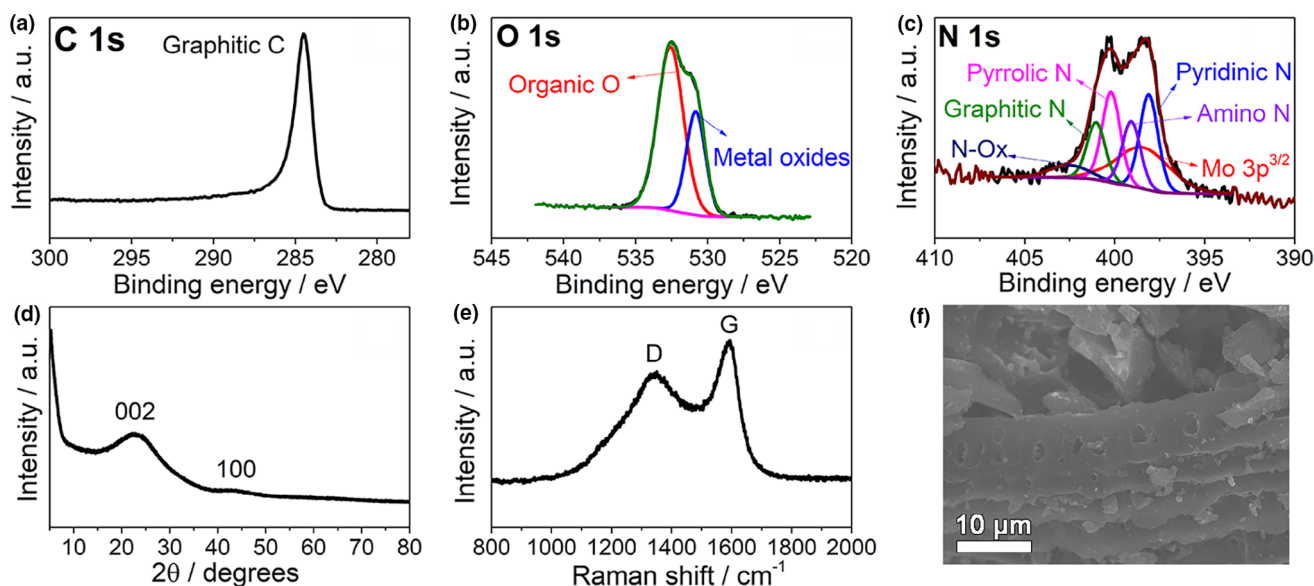 (a)
C 1s
Graphitic C
Intensity / a.u.
300 295 290 285 280
Binding energy / eV
(b)
O 1s
Organic O
Metal oxides
Intensity / a.u.
545 540 535 530 525 520
Binding energy / eV
(c)
N 1s
Pyrrolic N
Pyridinic N
Graphitic N
Amino N
N-Ox
Mo 3p3/2
Intensity / a.u.
410 405 400 395 390
Binding energy / eV
(d)
002
100
Intensity / a.u.
10 20 30 40 50 60 70 80
2θ / degrees
(e)
D
G
Intensity / a.u.
800 1000 1200 1400 1600 1800 2000
Raman shift / cm-1
(f)
10 μm